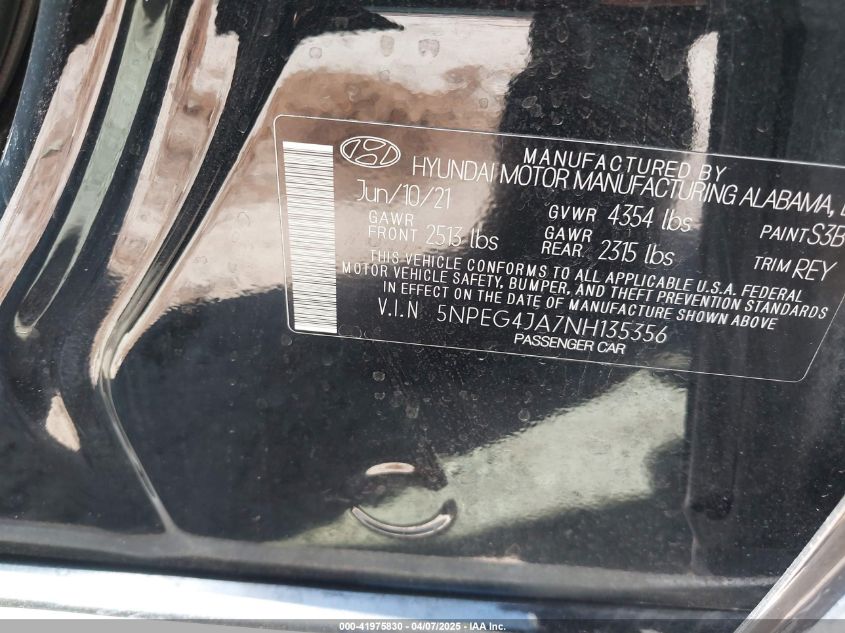 MANUFACTURED BY
HYUNDAI MOTOR MANUFACTURING ALABAMA,
Jun/10/21
GAWR FRONT 2513 lbs
GVWR 4354 lbs
GAWR REAR 2315 lbs
PAINT S3B
TRIM REY
THIS VEHICLE CONFORMS TO ALL APPLICABLE U.S.A. FEDERAL
MOTOR VEHICLE SAFETY, BUMPER, AND THEFT PREVENTION STANDARDS
IN EFFECT ON THE DATE OF MANUFACTURE SHOWN ABOVE
V.I.N 5NPEG4JA7NH135356
PASSENGER CAR
000-41975830 - 04/07/2025 - © IAA Inc.